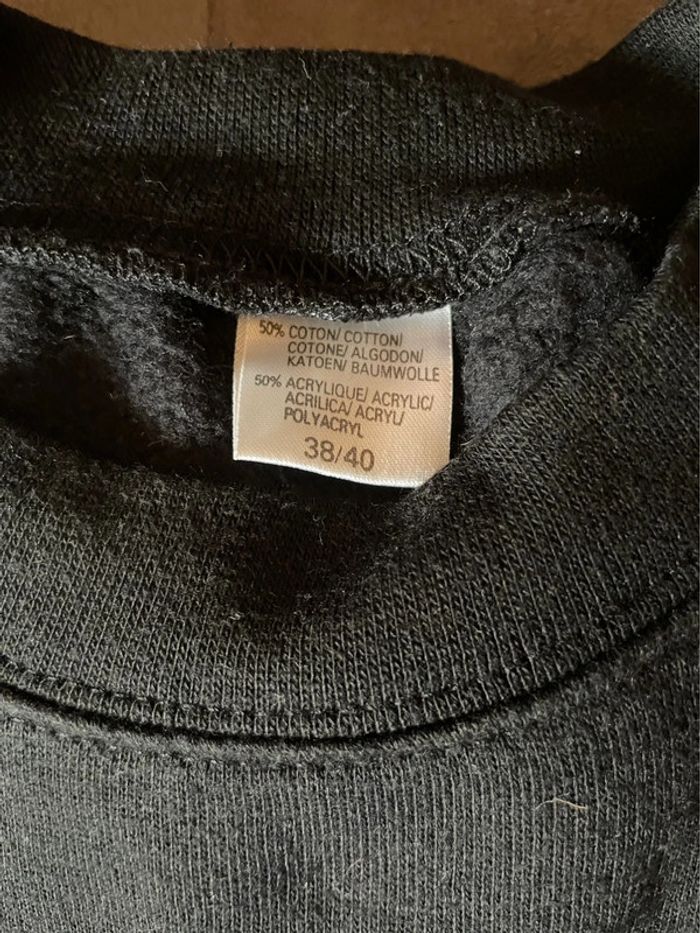 50% COTON/ COTTON/
COTONE/ ALGODON/
KATOEN/ BAUMWOLLE
50% ACRYLIQUE/ ACRYLIC/
ACRILICA/ ACRYL/
POLYACRYL
38/40